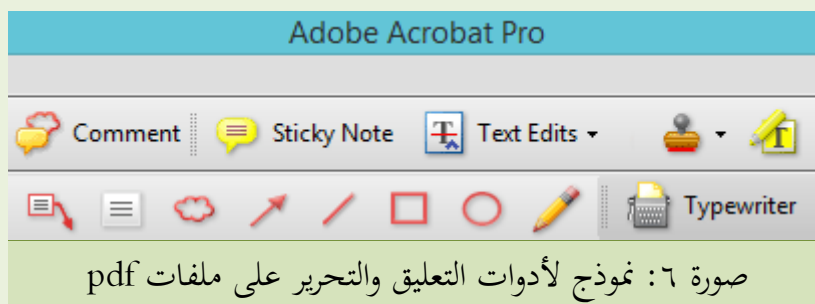 Adobe Acrobat Pro
Comment Sticky Note Text Edits T
Typewriter
صورة ٦: نموذج لأدوات التعليق والتحرير على ملفات pdf